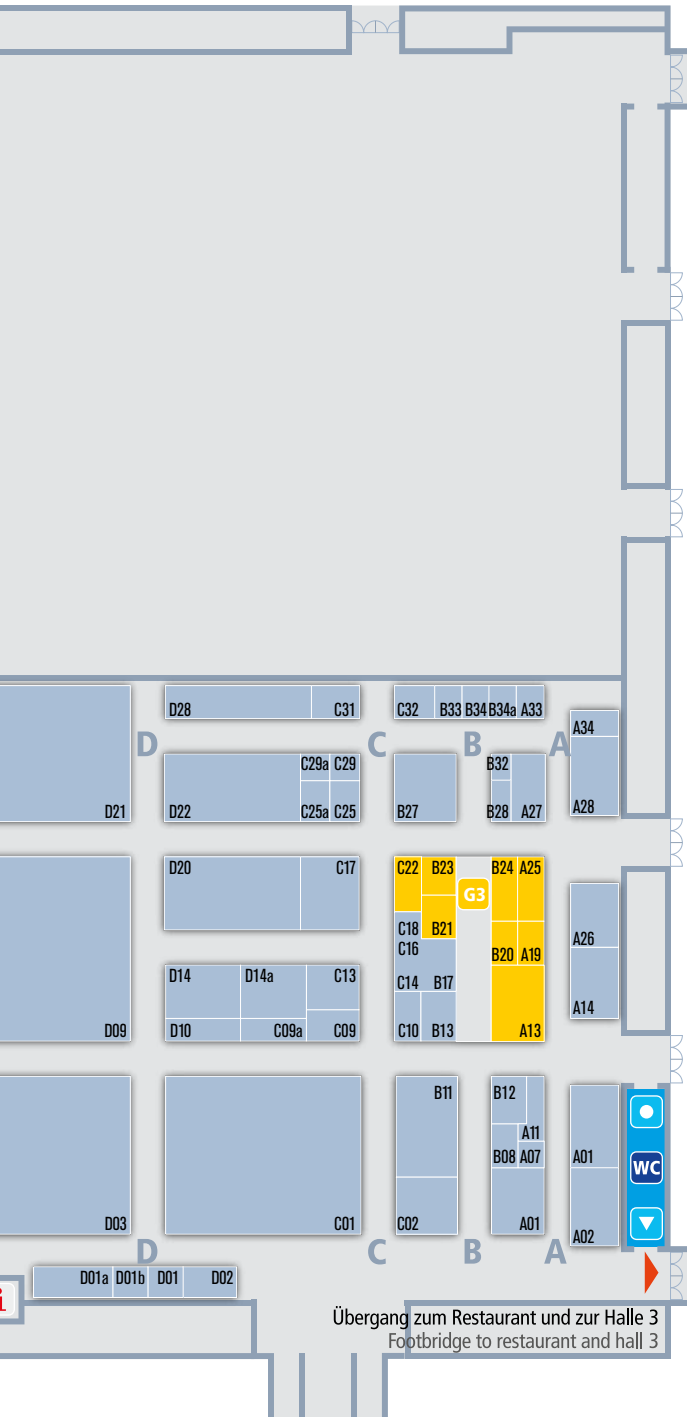 D28
C31
C32
B33
B34
B34a
A33
A34
D
C
B
A
C29a
C29
B32
D21
D22
C25a
C25
B27
B28
A27
A28
D20
C17
C22
B23
G3
B24
A25
C18
B21
C16
B20
A19
A26
D14
D14a
C13
C14
B17
A14
D09
D10
C09a
C09
C10
B13
A13
B11
B12
A11
B08
A07
A01
WC
D03
C01
C02
A01
A02
D
C
B
A
D01a
D01b
D01
D02
i
Übergang zum Restaurant und zur Halle 3
Footbridge to restaurant and hall 3